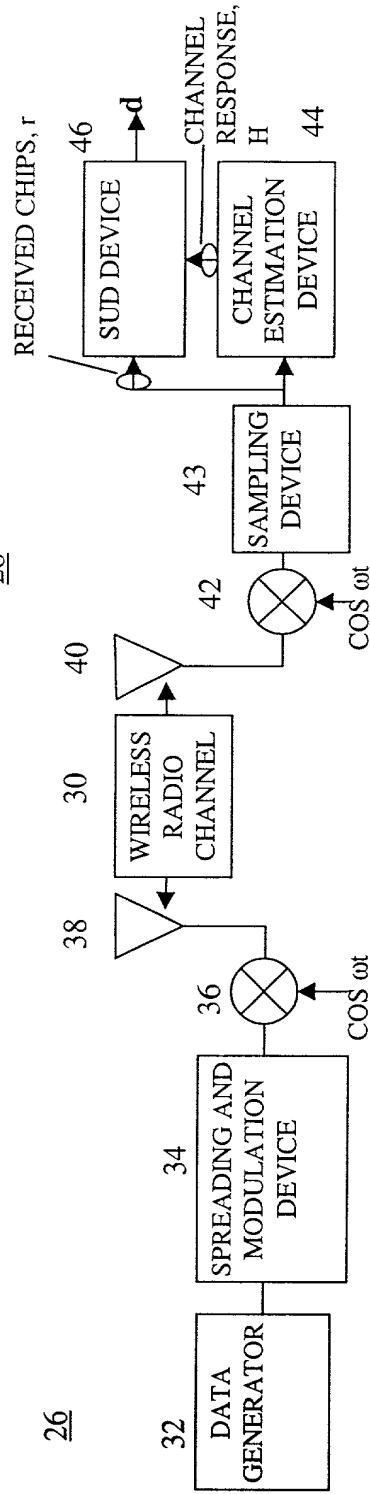 26
32
DATA
GENERATOR
34
SPREADING AND
MODULATION
DEVICE
36
COS ωt
38
30
WIRELESS
RADIO
CHANNEL
40
42
COS ωt
43
SAMPLING
DEVICE
RECEIVED CHIPS, r
46
SUD DEVICE
d
CHANNEL
RESPONSE,
H
44
CHANNEL
ESTIMATION
DEVICE